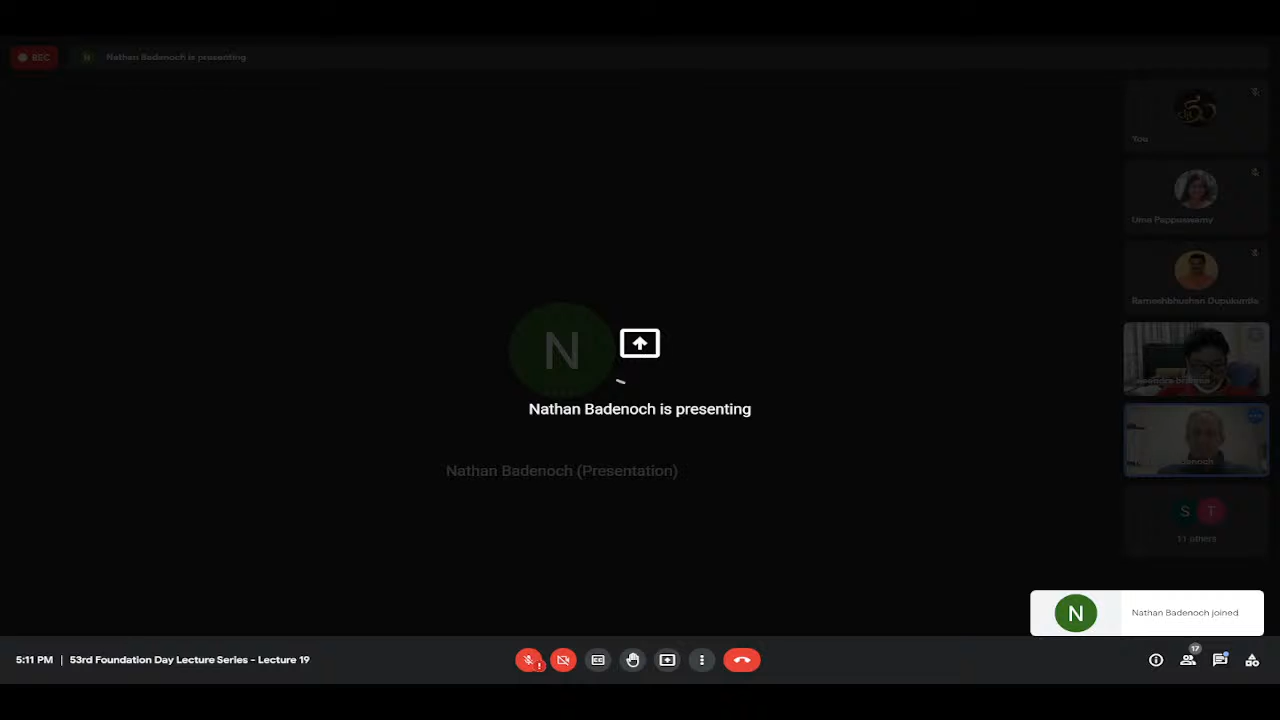 REC
Nathan Badenoch is presenting
You
Uma Pappuswamy
Rameshbhushan Dupukuntla
N
Nathan Badenoch is presenting
Nathan Badenoch (Presentation)
S T
11 others
N
Nathan Badenoch joined
5:11 PM | 53rd Foundation Day Lecture Series - Lecture 19
17